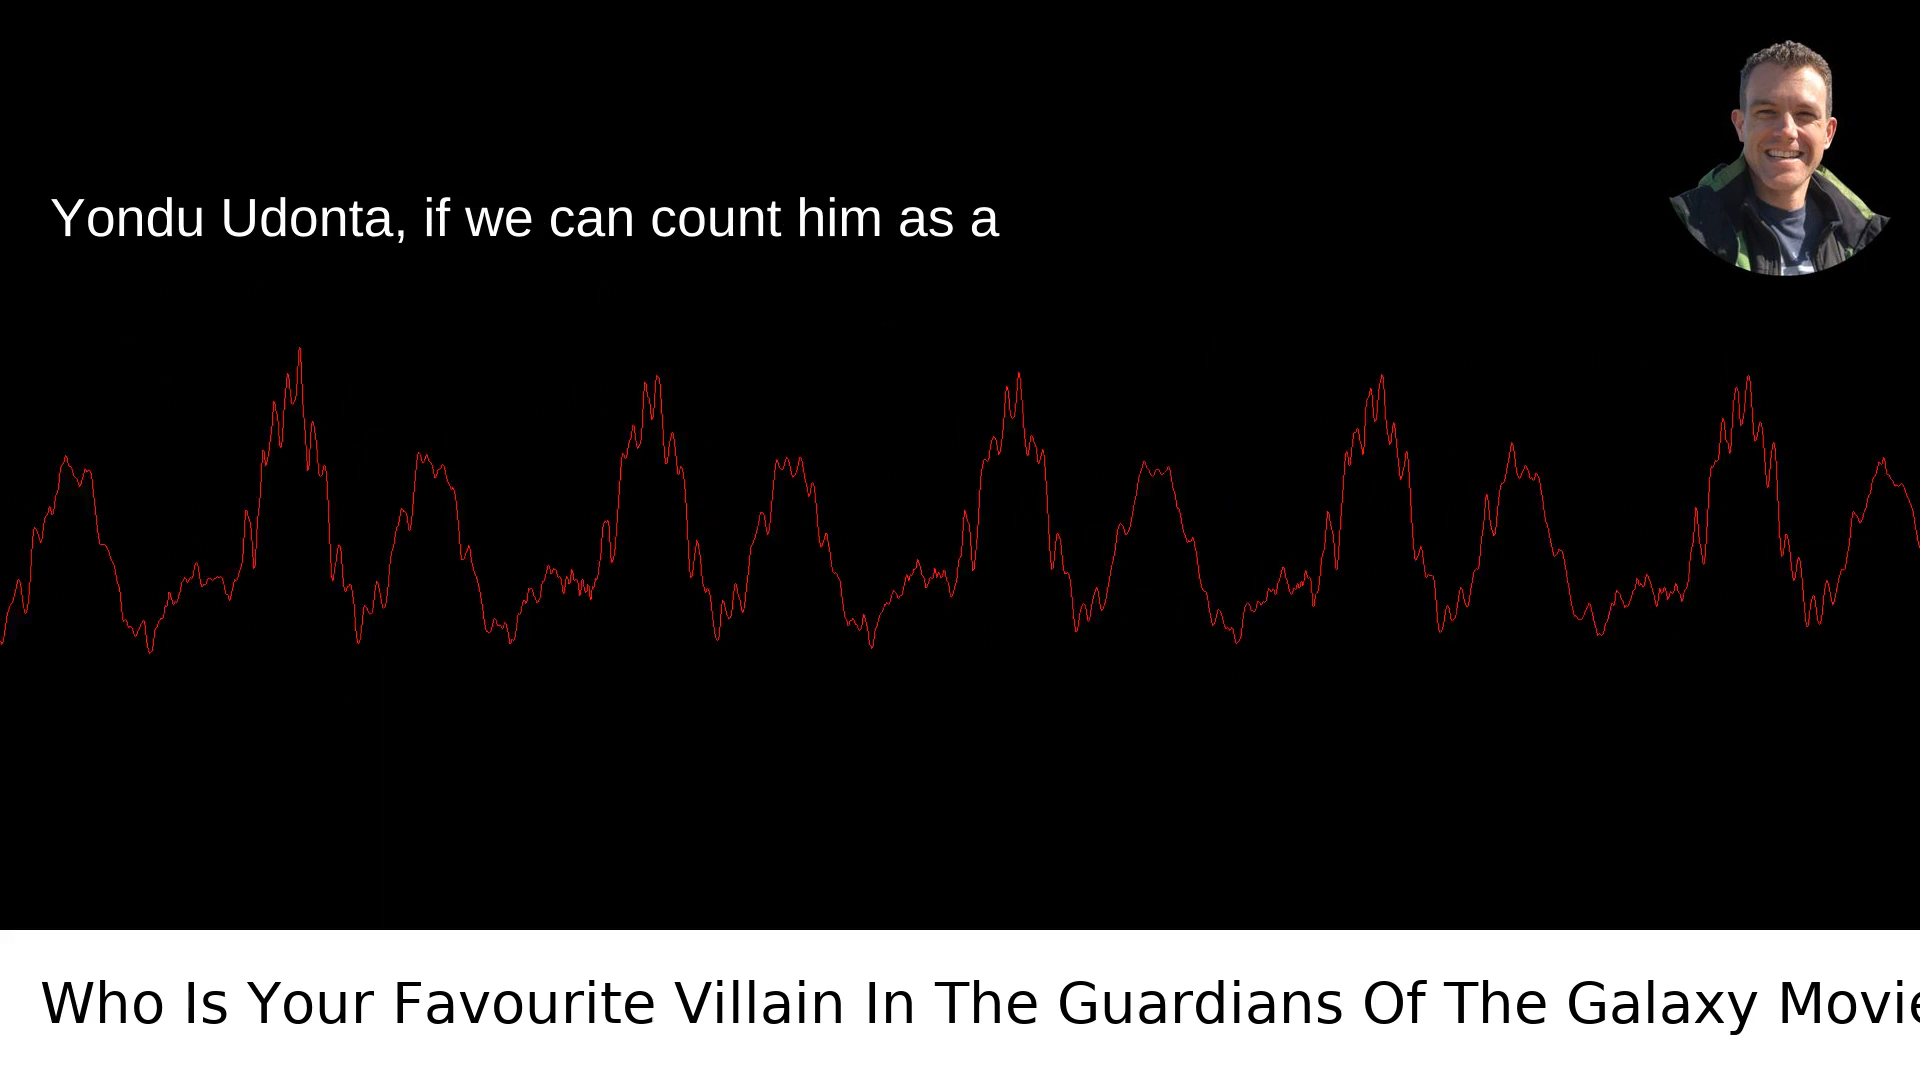 Yondu Udonta, if we can count him as a
Who Is Your Favourite Villain In The Guardians Of The Galaxy Movie